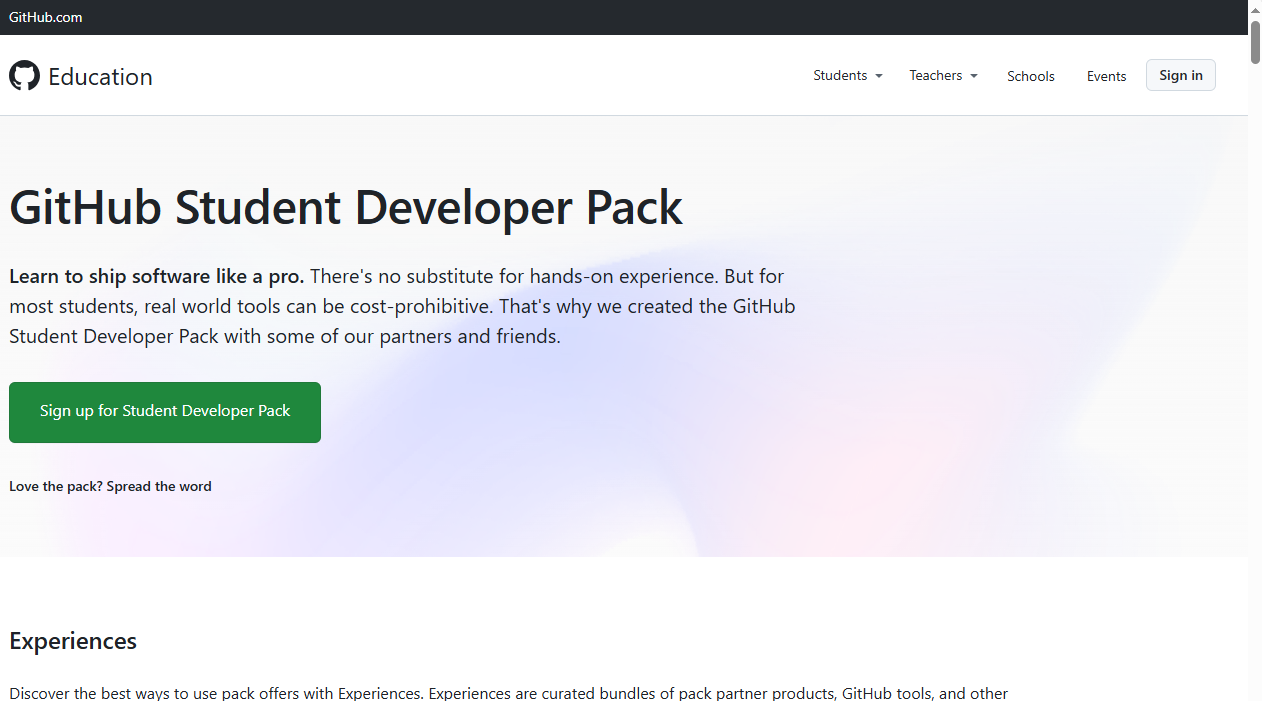 GitHub.com
Education
Students
Teachers
Schools
Events
Sign in
GitHub Student Developer Pack
Learn to ship software like a pro. There's no substitute for hands-on experience. But for
most students, real world tools can be cost-prohibitive. That's why we created the GitHub
Student Developer Pack with some of our partners and friends.
Sign up for Student Developer Pack
Love the pack? Spread the word
Experiences
Discover the best ways to use pack offers with Experiences. Experiences are curated bundles of pack partner products, GitHub tools, and other